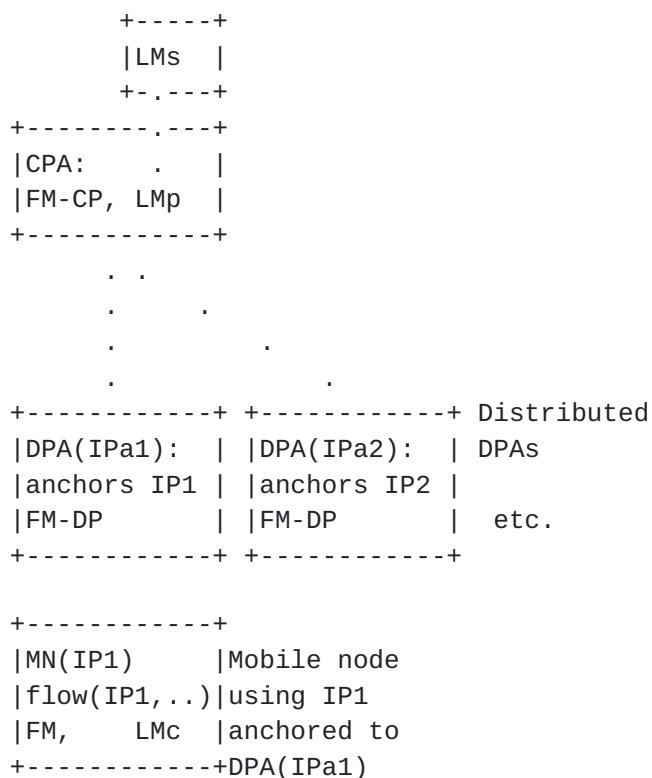 +-----+
       |LMs  |
       +-.---+
+--------.---+
|CPA:    .   |
|FM-CP, LMp  |
+------------+
      . .
      .     .
      .         .
      .             .
+------------+ +------------+ Distributed
|DPA(IPa1):  | |DPA(IPa2):  | DPAs
|anchors IP1 | |anchors IP2 |
|FM-DP       | |FM-DP       |  etc.
+------------+ +------------+

+------------+
|MN(IP1)     |Mobile node
|flow(IP1,..)|using IP1
|FM,    LMc  |anchored to
+------------+DPA(IPa1)